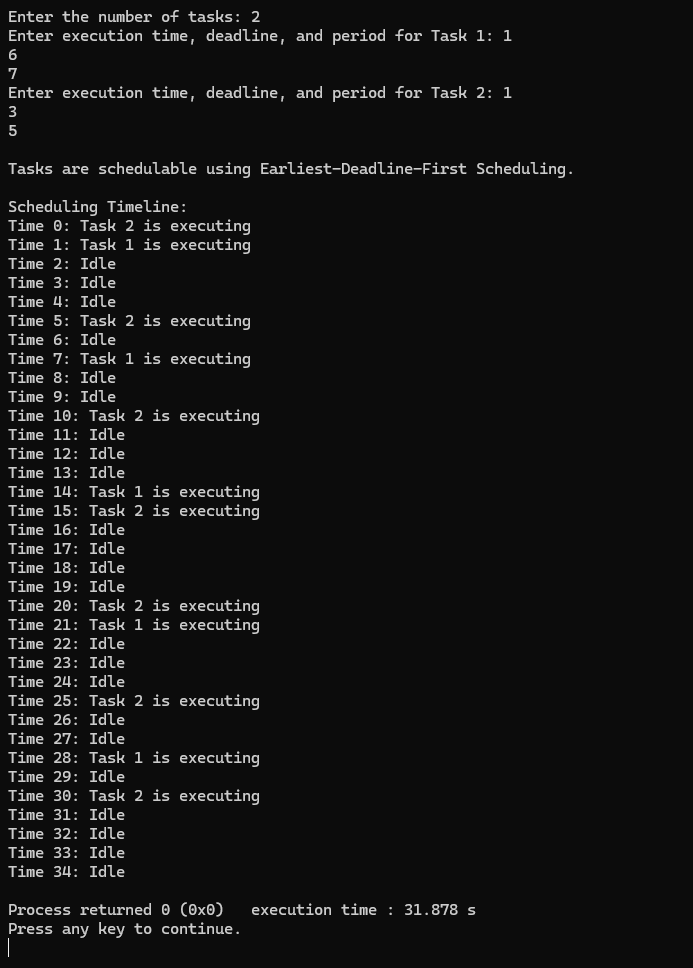 Enter the number of tasks: 2
Enter execution time, deadline, and period for Task 1: 1
6
7
Enter execution time, deadline, and period for Task 2: 1
3
5
Tasks are schedulable using Earliest-Deadline-First Scheduling.
Scheduling Timeline:
Time 0: Task 2 is executing
Time 1: Task 1 is executing
Time 2: Idle
Time 3: Idle
Time 4: Idle
Time 5: Task 2 is executing
Time 6: Idle
Time 7: Task 1 is executing
Time 8: Idle
Time 9: Idle
Time 10: Task 2 is executing
Time 11: Idle
Time 12: Idle
Time 13: Idle
Time 14: Task 1 is executing
Time 15: Task 2 is executing
Time 16: Idle
Time 17: Idle
Time 18: Idle
Time 19: Idle
Time 20: Task 2 is executing
Time 21: Task 1 is executing
Time 22: Idle
Time 23: Idle
Time 24: Idle
Time 25: Task 2 is executing
Time 26: Idle
Time 27: Idle
Time 28: Task 1 is executing
Time 29: Idle
Time 30: Task 2 is executing
Time 31: Idle
Time 32: Idle
Time 33: Idle
Time 34: Idle
Process returned 0 (0x0)   execution time : 31.878 s
Press any key to continue.